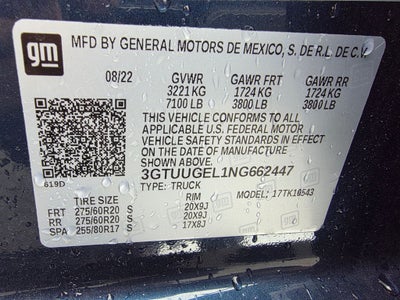 gm
MFD BY GENERAL MOTORS DE MEXICO, S. DE R.L. DE C.V.
08/22 GVWR GAWR FRT GAWR RR
3221 KG 1724 KG 1724 KG
7100 LB 3800 LB 3800 LB
THIS VEHICLE CONFORMS TO ALL
APPLICABLE U.S. FEDERAL MOTOR
VEHICLE SAFETY STANDARDS IN EFFECT
ON THE DATE OF MANUFACTURE SHOWN ABOVE.
3GTUUGEL1NG662447
619D
TYPE: TRUCK MODEL: 17TK10543
TIRE SIZE RIM
FRT 275/60R20 S 20X9J
RR 275/60R20 S 20X9J
SPA 255/80R17 S 17X8J